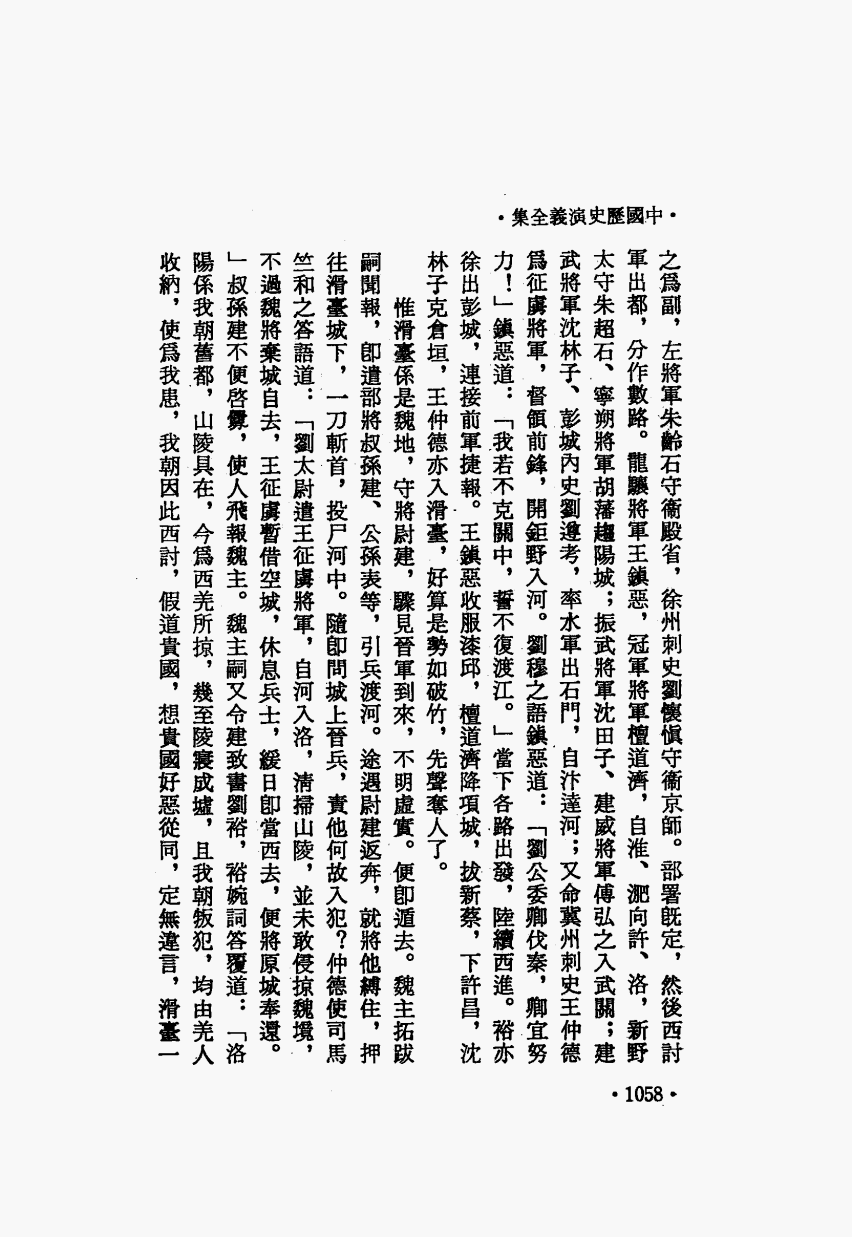 ·中國歷史演義全集·
之爲副，左將軍朱齡石守衞殿省，徐州刺史劉懷愼守衞京師。部署旣定，然後西討
軍出都，分作數路。龍驤將軍王鎭惡，冠軍將軍檀道濟，自淮、淝向許、洛，新野
太守朱超石、寧朔將軍胡藩趨陽城；振武將軍沈田子、建威將軍傅弘之入武關；建
武將軍沈林子、彭城內史劉遵考，率水軍出石門，自汴達河；又命冀州刺史王仲德
爲征虜將軍，督領前鋒，開鉅野入河。劉穆之語鎭惡道：「劉公委卿伐秦，卿宜努
力！」鎭惡道：「我若不克關中，誓不復渡江。」當下各路出發，陸續西進。裕亦
徐出彭城，連接前軍捷報。王鎭惡收服漆邱，檀道濟降項城，拔新蔡，下許昌，沈
林子克倉垣，王仲德亦入滑臺，好算是勢如破竹，先聲奪人了。
惟滑臺係是魏地，守將尉建，驟見晉軍到來，不明虛實。便卽遁去。魏主拓跋
嗣聞報，卽遣部將叔孫建、公孫表等，引兵渡河。途遇尉建返奔，就將他縛住，押
往滑臺城下，一刀斬首，投尸河中。隨卽問城上晉兵，責他何故入犯？仲德使司馬
竺和之答語道：「劉太尉遣王征虜將軍，自河入洛，清掃山陵，並未敢侵掠魏境，
不過魏將棄城自去，王征虜暫借空城，休息兵士，緩日卽當西去，便將原城奉還。
」叔孫建不便啓釁，使人飛報魏主。魏主嗣又令建致書劉裕，裕婉詞答覆道：「洛
陽係我朝舊都，山陵具在，今爲西羌所掠，幾至陵寢成墟，且我朝叛犯，均由羌人
收納，使爲我患，我朝因此西討，假道貴國，想貴國好惡從同，定無違言，滑臺一
·1058·